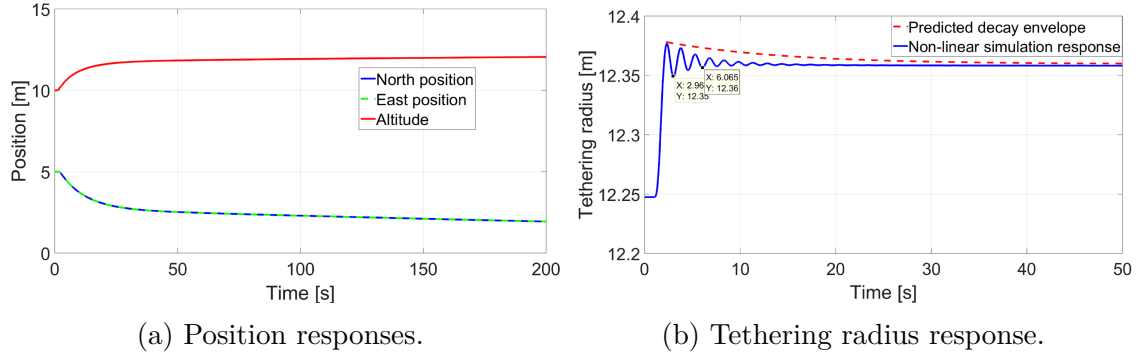 15
10
5
0
Position [m]
North position
East position
Altitude
0
50
100
150
200
Time [s]
(a) Position responses.
12.4
12.35
12.3
12.25
12.2
Tethering radius [m]
Predicted decay envelope
Non-linear simulation response
X: 2.96
Y: 12.35
X: 6.065
Y: 12.36
0
10
20
30
40
50
Time [s]
(b) Tethering radius response.